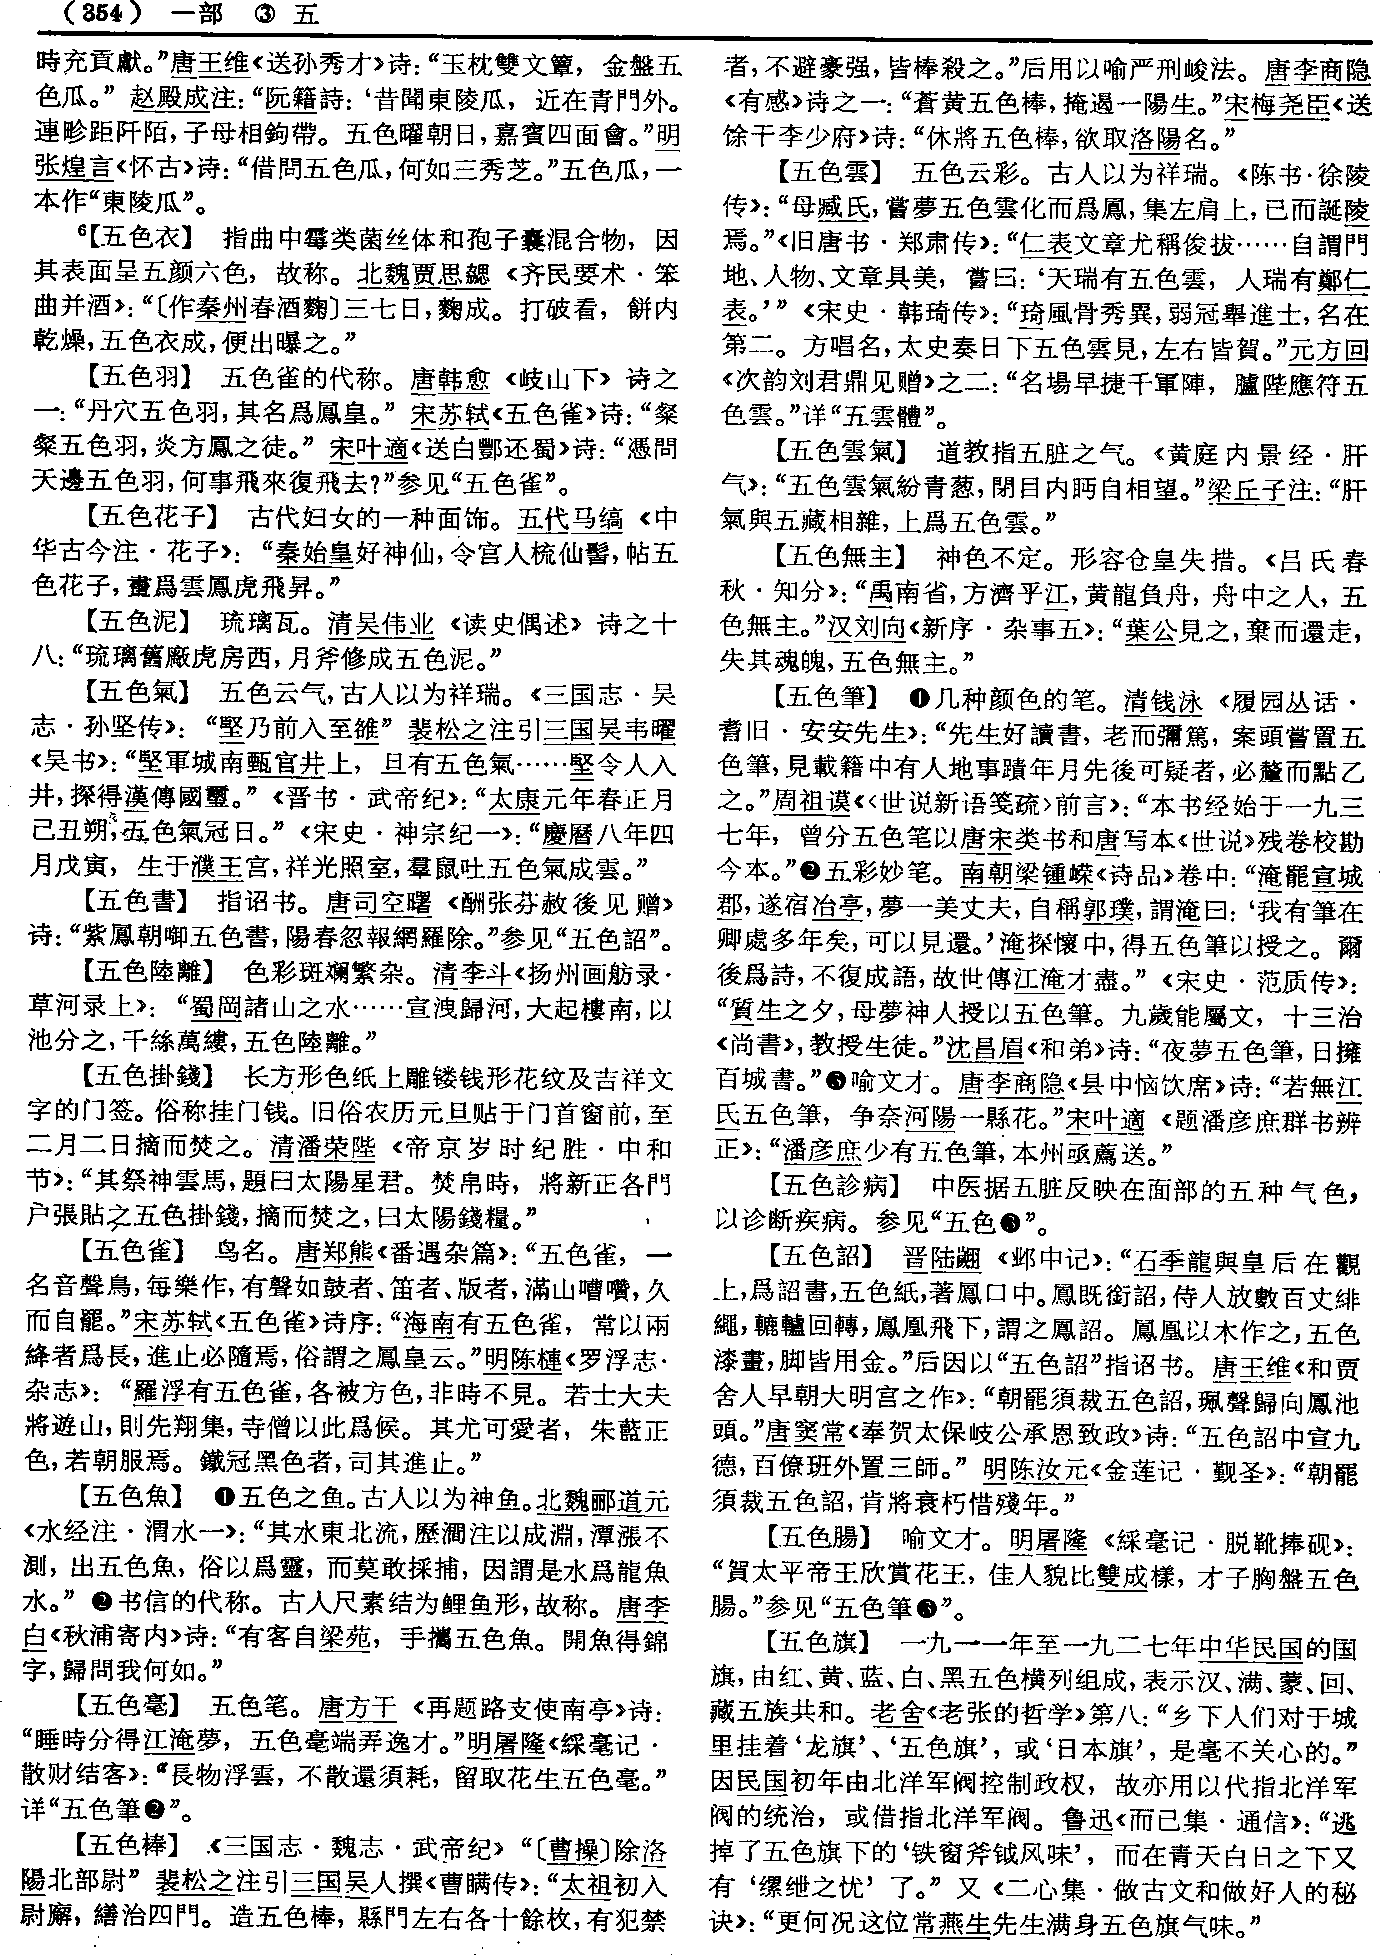 （354） 一部 ③ 五
時充貢獻。”唐王维《送孙秀才》诗：“玉枕雙文簟，金盤五
色瓜。”赵殿成注：“阮籍詩：‘昔聞東陵瓜，近在青門外。
連畛距阡陌，子母相鉤帶。五色曜朝日，嘉賓四面會。”明
张煌言《怀古》诗：“借問五色瓜，何如三秀芝。”五色瓜，一
本作“東陵瓜”。
⁶【五色衣】 指曲中霉类菌丝体和孢子囊混合物，因
其表面呈五颜六色，故称。北魏贾思勰《齐民要术·笨
曲并酒》：“〔作秦州春酒麴〕三七日，麴成。打破看，餅内
乾燥，五色衣成，便出曝之。”
【五色羽】 五色雀的代称。唐韩愈《岐山下》诗之
一：“丹穴五色羽，其名爲鳳皇。”宋苏轼《五色雀》诗：“粲
粲五色羽，炎方鳳之徒。”宋叶適《送白酆还蜀》诗：“憑問
天邊五色羽，何事飛來復飛去？”参见“五色雀”。
【五色花子】 古代妇女的一种面饰。五代马缟《中
华古今注·花子》：“秦始皇好神仙，令宫人梳仙髻，帖五
色花子，畫爲雲鳳虎飛昇。”
【五色泥】 琉璃瓦。清吴伟业《读史偶述》诗之十
八：“琉璃舊廠虎房西，月斧修成五色泥。”
【五色氣】 五色云气，古人以为祥瑞。《三国志·吴
志·孙坚传》：“堅乃前入至雒”裴松之注引三国吴韦曜
《吴书》：“堅軍城南甄官井上，旦有五色氣……堅令人入
井，探得漢傳國璽。”《晋书·武帝纪》：“太康元年春正月
己丑朔，五色氣冠日。”《宋史·神宗纪一》：“慶曆八年四
月戊寅，生于濮王宫，祥光照室，羣鼠吐五色氣成雲。”
【五色書】 指诏书。唐司空曙《酬张芬赦後见赠》
诗：“紫鳳朝啣五色書，陽春忽報網羅除。”参见“五色詔”。
【五色陸離】 色彩斑斓繁杂。清李斗《扬州画舫录·
草河录上》：“蜀岡諸山之水……宣洩歸河，大起樓南，以
池分之，千絲萬縷，五色陸離。”
【五色掛錢】 长方形色纸上雕镂钱形花纹及吉祥文
字的门签。俗称挂门钱。旧俗农历元旦贴于门首窗前，至
二月二日摘而焚之。清潘荣陛《帝京岁时纪胜·中和
节》：“其祭神雲馬，題曰太陽星君。焚帛時，將新正各門
户張貼之五色掛錢，摘而焚之，曰太陽錢糧。”
【五色雀】 鸟名。唐郑熊《番遇杂篇》：“五色雀，一
名音聲鳥，每樂作，有聲如鼓者、笛者、版者，滿山嘈囋，久
而自罷。”宋苏轼《五色雀》诗序：“海南有五色雀，常以兩
絳者爲長，進止必隨焉，俗謂之鳳皇云。”明陈梿《罗浮志·
杂志》：“羅浮有五色雀，各被方色，非時不見。若士大夫
將遊山，則先翔集，寺僧以此爲候。其尤可愛者，朱藍正
色，若朝服焉。鐵冠黑色者，司其進止。”
【五色魚】 ❶五色之鱼。古人以为神鱼。北魏郦道元
《水经注·渭水一》：“其水東北流，歷澗注以成淵，潭漲不
測，出五色魚，俗以爲靈，而莫敢採捕，因謂是水爲龍魚
水。”❷书信的代称。古人尺素结为鲤鱼形，故称。唐李
白《秋浦寄内》诗：“有客自梁苑，手攜五色魚。開魚得錦
字，歸問我何如。”
【五色毫】 五色笔。唐方干《再题路支使南亭》诗：
“睡時分得江淹夢，五色毫端弄逸才。”明屠隆《綵毫记·
散财结客》：“長物浮雲，不散還須耗，留取花生五色毫。”
详“五色筆❷”。
【五色棒】 《三国志·魏志·武帝纪》“〔曹操〕除洛
陽北部尉”裴松之注引三国吴人撰《曹瞒传》：“太祖初入
尉廨，繕治四門。造五色棒，縣門左右各十餘枚，有犯禁
者，不避豪强，皆棒殺之。”后用以喻严刑峻法。唐李商隐
《有感》诗之一：“蒼黄五色棒，掩遏一陽生。”宋梅尧臣《送
馀干李少府》诗：“休將五色棒，欲取洛陽名。”
【五色雲】 五色云彩。古人以为祥瑞。《陈书·徐陵
传》：“母臧氏，嘗夢五色雲化而爲鳳，集左肩上，已而誕陵
焉。”《旧唐书·郑肃传》：“仁表文章尤稱俊拔……自謂門
地、人物、文章具美，嘗曰：‘天瑞有五色雲，人瑞有鄭仁
表。’”《宋史·韩琦传》：“琦風骨秀異，弱冠舉進士，名在
第二。方唱名，太史奏日下五色雲見，左右皆賀。”元方回
《次韵刘君鼎见赠》之二：“名場早捷千軍陣，臚陛應符五
色雲。”详“五雲體”。
【五色雲氣】 道教指五脏之气。《黄庭内景经·肝
气》：“五色雲氣紛青葱，閉目内眄自相望。”梁丘子注：“肝
氣與五藏相雜，上爲五色雲。”
【五色無主】 神色不定。形容仓皇失措。《吕氏春
秋·知分》：“禹南省，方濟乎江，黄龍負舟，舟中之人，五
色無主。”汉刘向《新序·杂事五》：“葉公見之，棄而還走，
失其魂魄，五色無主。”
【五色筆】 ❶几种颜色的笔。清钱泳《履园丛话·
耆旧·安安先生》：“先生好讀書，老而彌篤，案頭嘗置五
色筆，見載籍中有人地事蹟年月先後可疑者，必釐而點乙
之。”周祖谟《〈世说新语笺疏〉前言》：“本书经始于一九三
七年，曾分五色笔以唐宋类书和唐写本《世说》残卷校勘
今本。”❷五彩妙笔。南朝梁锺嵘《诗品》卷中：“淹罷宣城
郡，遂宿冶亭，夢一美丈夫，自稱郭璞，謂淹曰：‘我有筆在
卿處多年矣，可以見還。’淹探懷中，得五色筆以授之。爾
後爲詩，不復成語，故世傳江淹才盡。”《宋史·范质传》：
“質生之夕，母夢神人授以五色筆。九歲能屬文，十三治
《尚書》，教授生徒。”沈昌眉《和弟》诗：“夜夢五色筆，日擁
百城書。”❸喻文才。唐李商隐《县中恼饮席》诗：“若無江
氏五色筆，争奈河陽一縣花。”宋叶適《题潘彦庶群书辨
正》：“潘彦庶少有五色筆，本州亟薦送。”
【五色診病】 中医据五脏反映在面部的五种气色，
以诊断疾病。参见“五色❸”。
【五色詔】 晋陆翽《邺中记》：“石季龍與皇后在觀
上，爲詔書，五色紙，著鳳口中。鳳既銜詔，侍人放數百丈緋
繩，轆轤回轉，鳳凰飛下，謂之鳳詔。鳳凰以木作之，五色
漆畫，脚皆用金。”后因以“五色詔”指诏书。唐王维《和贾
舍人早朝大明宫之作》：“朝罷須裁五色詔，珮聲歸向鳳池
頭。”唐窦常《奉贺太保岐公承恩致政》诗：“五色詔中宣九
德，百僚班外置三師。”明陈汝元《金莲记·觐圣》：“朝罷
須裁五色詔，肯將衰朽惜殘年。”
【五色腸】 喻文才。明屠隆《綵毫记·脱靴捧砚》：
“賀太平帝王欣賞花王，佳人貌比雙成樣，才子胸盤五色
腸。”参见“五色筆❸”。
【五色旗】 一九一一年至一九二七年中华民国的国
旗，由红、黄、蓝、白、黑五色横列组成，表示汉、满、蒙、回、
藏五族共和。老舍《老张的哲学》第八：“乡下人们对于城
里挂着‘龙旗’、‘五色旗’，或‘日本旗’，是毫不关心的。”
因民国初年由北洋军阀控制政权，故亦用以代指北洋军
阀的统治，或借指北洋军阀。鲁迅《而已集·通信》：“逃
掉了五色旗下的‘铁窗斧钺风味’，而在青天白日之下又
有‘缧绁之忧’了。”又《二心集·做古文和做好人的秘
诀》：“更何况这位常燕生先生满身五色旗气味。”